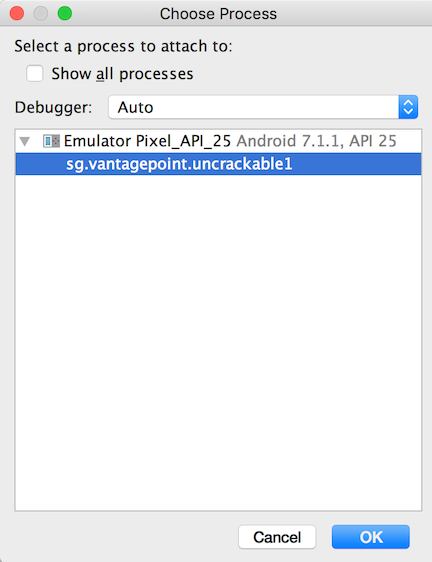 Choose Process
Select a process to attach to:
Show all processes
Debugger: Auto
Emulator Pixel_API_25 Android 7.1.1, API 25
sg.vantagepoint.uncrackable1
Cancel OK